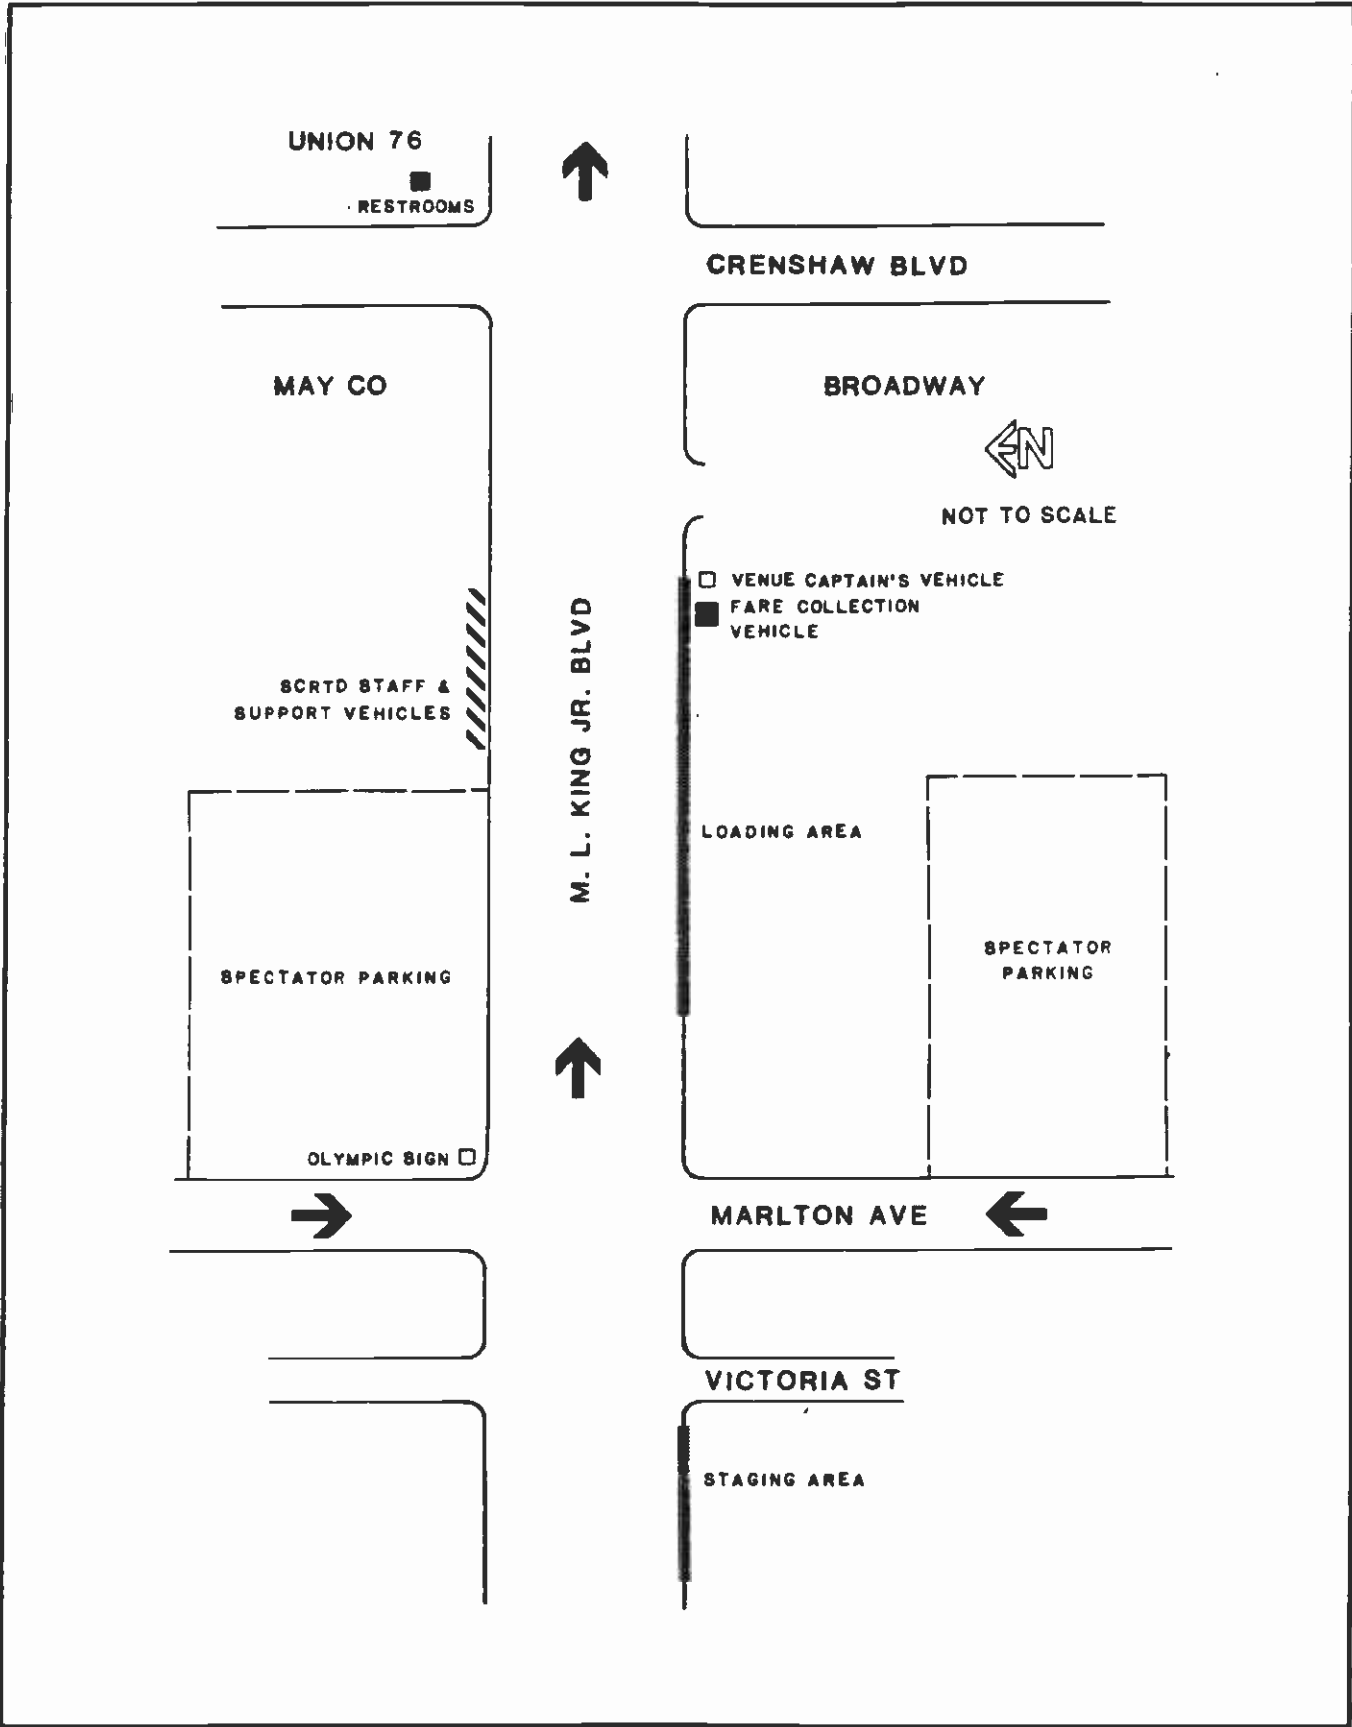 UNION 76
RESTROOMS
CRENSHAW BLVD
MAY CO
BROADWAY
N
NOT TO SCALE
VENUE CAPTAIN'S VEHICLE
FARE COLLECTION
VEHICLE
M. L. KING JR. BLVD
SCRTD STAFF &
SUPPORT VEHICLES
LOADING AREA
SPECTATOR PARKING
SPECTATOR
PARKING
OLYMPIC SIGN
MARLTON AVE
VICTORIA ST
STAGING AREA